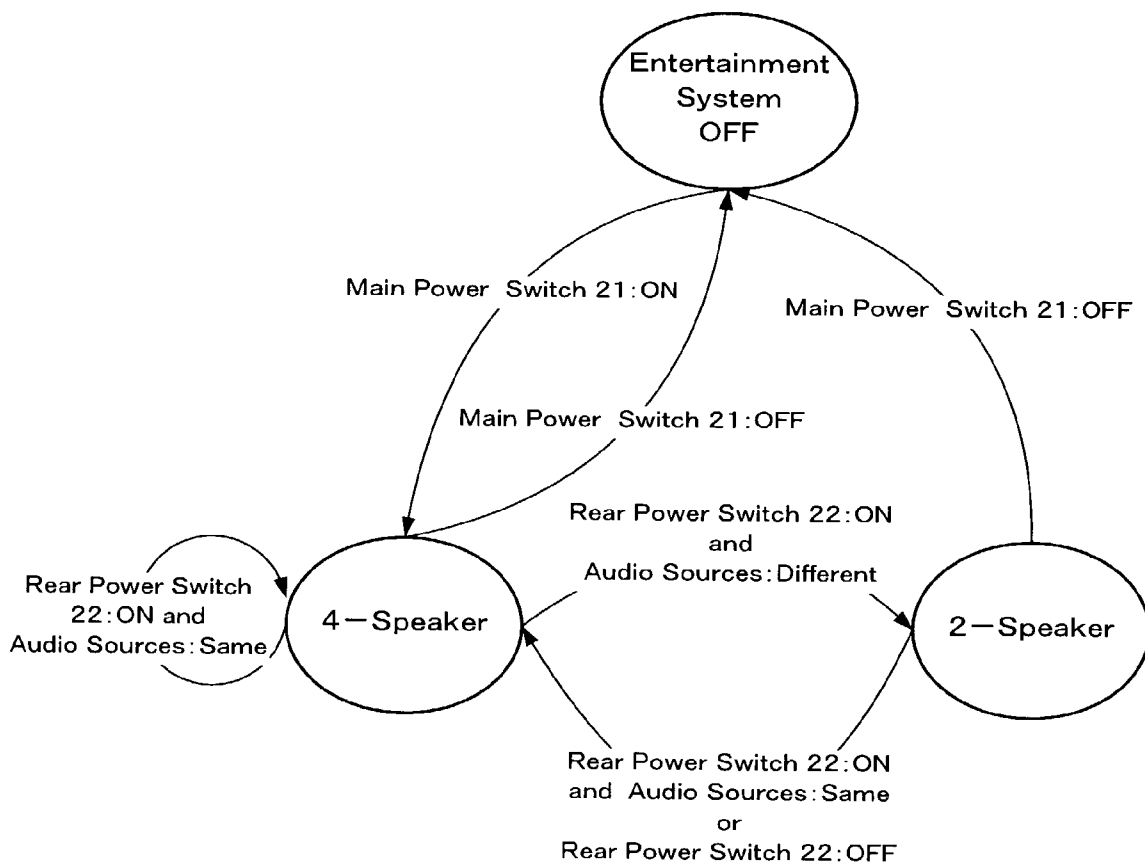 Entertainment
System
OFF
Main Power Switch 21:ON
Main Power Switch 21:OFF
Main Power Switch 21:OFF
Rear Power Switch 22:ON
and
Audio Sources:Different
Rear Power Switch
22:ON and
Audio Sources:Same
4-Speaker
2-Speaker
Rear Power Switch 22:ON
and Audio Sources:Same
or
Rear Power Switch 22:OFF